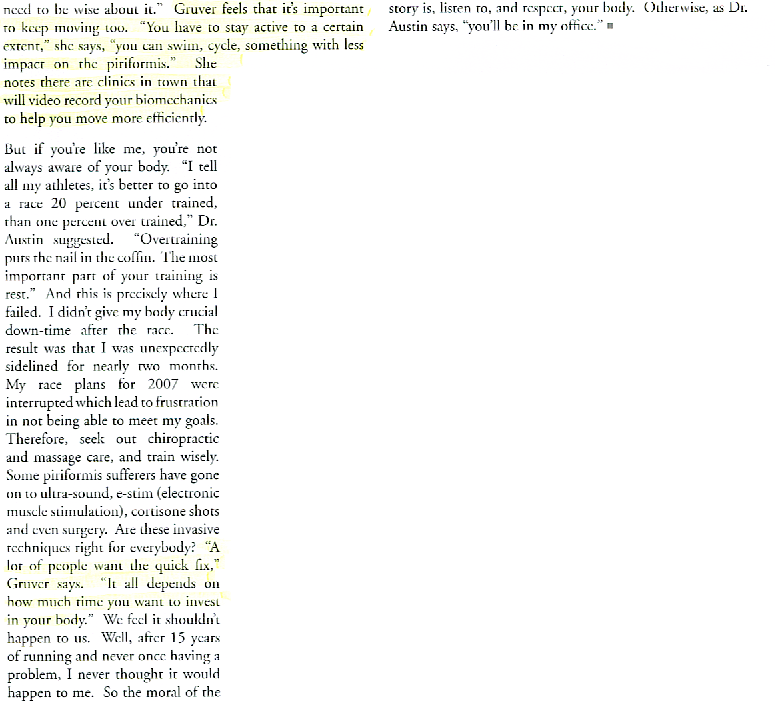 need to be wise about it.” Gruver feels that it’s important
to keep moving too. “You have to stay active to a certain
extent,” she says, “you can swim, cycle, something with less
impact on the piriformis.” She
notes there are clinics in town that
will video record your biomechanics
to help you move more efficiently.
But if you’re like me, you’re not
always aware of your body. “I tell
all my athletes, it’s better to go into
a race 20 percent under trained,
than one percent over trained,” Dr.
Austin suggested. “Overtraining
puts the nail in the coffin. The most
important part of your training is
rest.” And this is precisely where I
failed. I didn’t give my body crucial
down-time after the race. The
result was that I was unexpectedly
sidelined for nearly two months.
My race plans for 2007 were
interrupted which lead to frustration
in not being able to meet my goals.
Therefore, seek out chiropractic
and massage care, and train wisely.
Some piriformis sufferers have gone
on to ultra-sound, e-stim (electronic
muscle stimulation), cortisone shots
and even surgery. Are these invasive
techniques right for everybody? “A
lot of people want the quick fix,”
Gruver says. “It all depends on
how much time you want to invest
in your body.” We feel it shouldn’t
happen to us. Well, after 15 years
of running and never once having a
problem, I never thought it would
happen to me. So the moral of the
story is, listen to, and respect, your body. Otherwise, as Dr.
Austin says, “you’ll be in my office.” ■